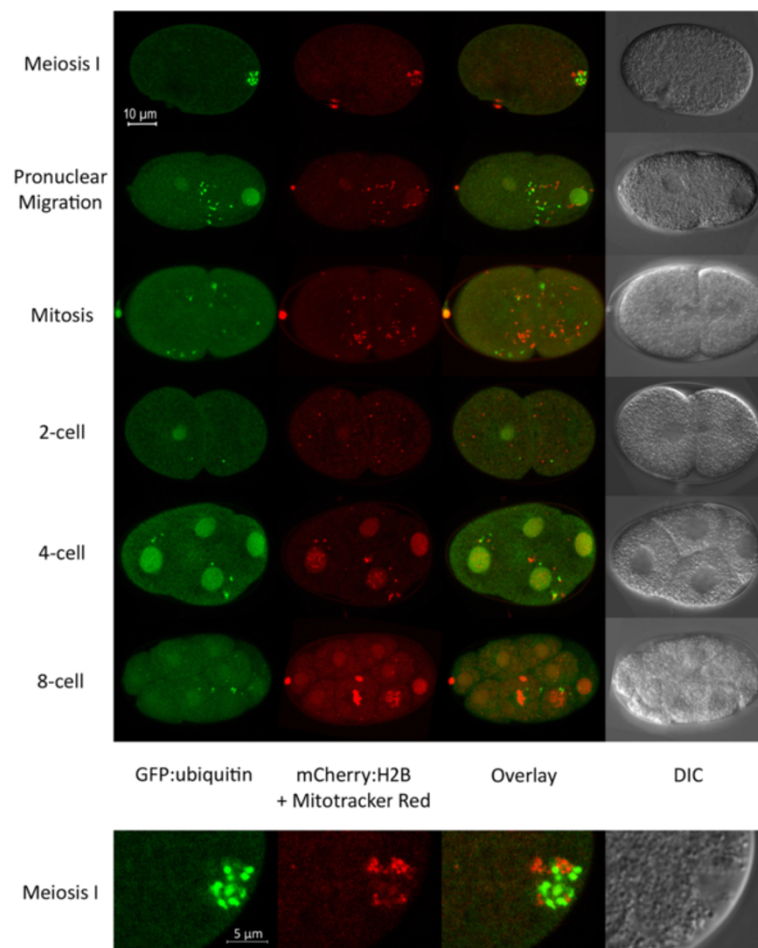 Meiosis I
10 µm
Pronuclear
Migration
Mitosis
2-cell
4-cell
8-cell
GFP:ubiquitin
mCherry:H2B
+ Mitotracker Red
Overlay
DIC
Meiosis I
5 µm